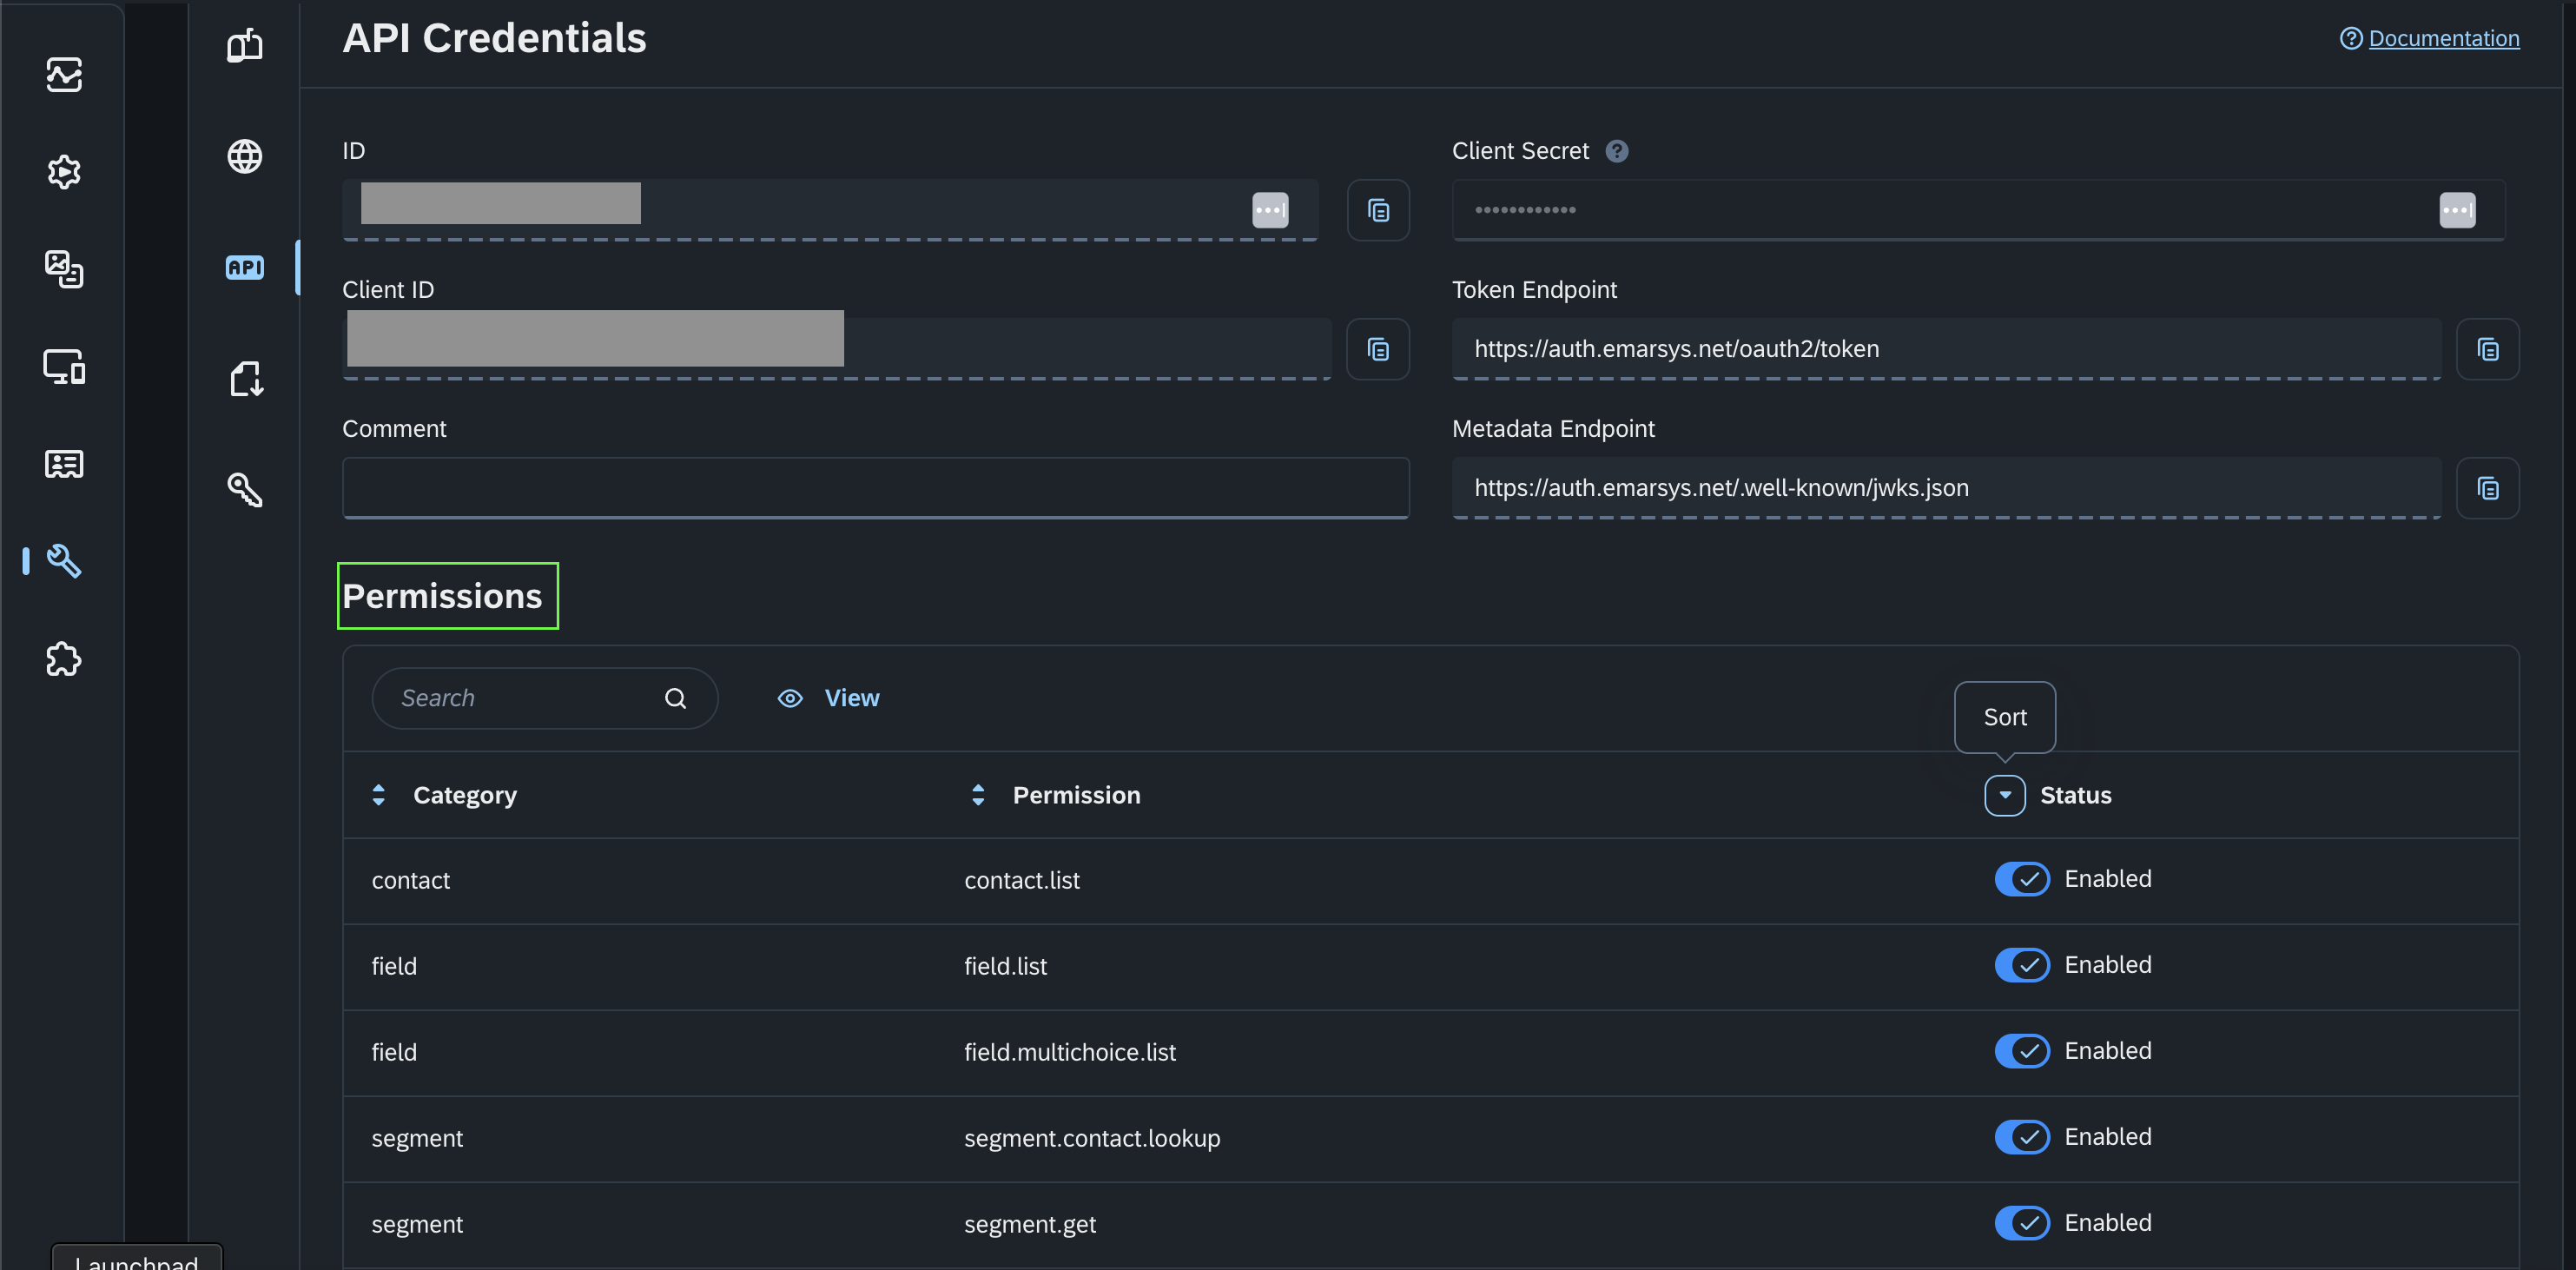 API Credentials
Documentation
ID
Client Secret
Client ID
Token Endpoint
https://auth.emarsys.net/oauth2/token
Comment
Metadata Endpoint
https://auth.emarsys.net/.well-known/jwks.json
API
Permissions
Search
View
Sort
Category
Permission
Status
contact
contact.list
Enabled
field
field.list
Enabled
field
field.multichoice.list
Enabled
segment
segment.contact.lookup
Enabled
segment
segment.get
Enabled
Launchpad